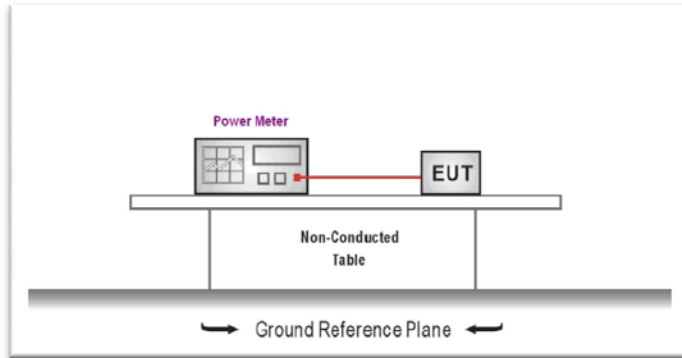 Power Meter
EUT
Non-Conducted
Table
Ground Reference Plane